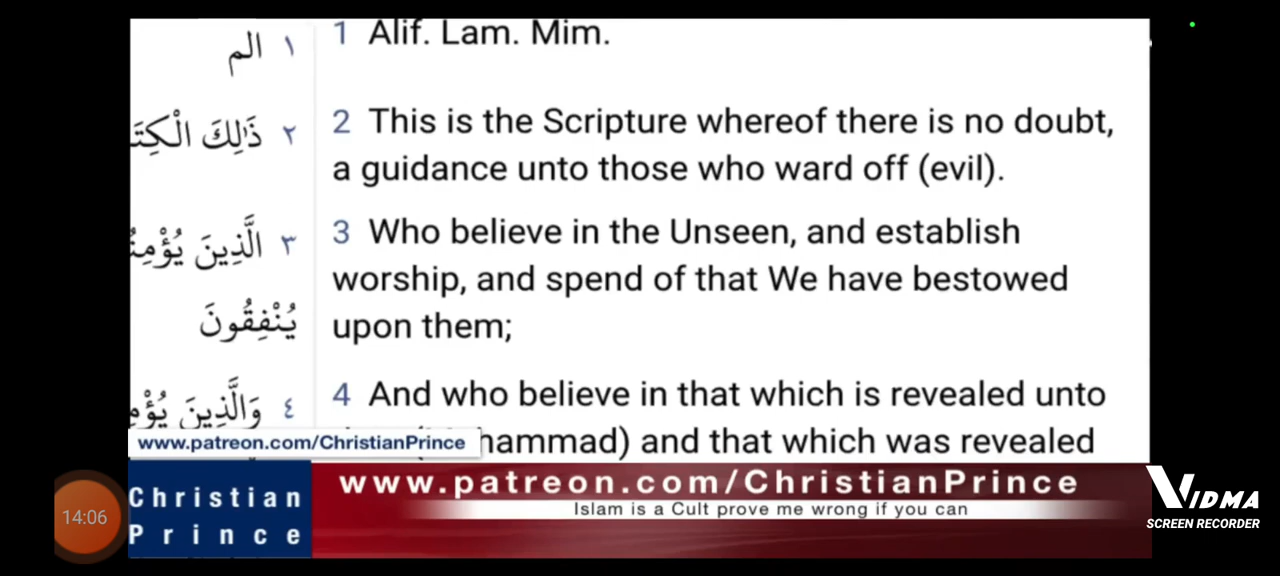 ١ الم
1 Alif. Lam. Mim.
٢ ذَٰلِكَ الْكِتَ
2 This is the Scripture whereof there is no doubt,
a guidance unto those who ward off (evil).
٣ الَّذِينَ يُؤْمِنُ
يُنْفِقُونَ
3 Who believe in the Unseen, and establish
worship, and spend of that We have bestowed
upon them;
٤ وَالَّذِينَ يُؤْمِ
4 And who believe in that which is revealed unto
hammad) and that which was revealed
www.patreon.com/ChristianPrince
Christian
Prince
www.patreon.com/ChristianPrince
Islam is a Cult prove me wrong if you can
14:06
VIDMA
SCREEN RECORDER